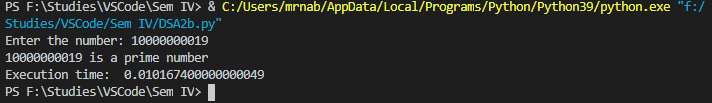 PS F:\Studies\VSCode\Sem IV> & C:/Users/mrnab/AppData/Local/Programs/Python/Python39/python.exe "f:/
Studies/VSCode/Sem IV/DSA2b.py"
Enter the number: 10000000019
10000000019 is a prime number
Execution time:  0.010167400000000049
PS F:\Studies\VSCode\Sem IV>